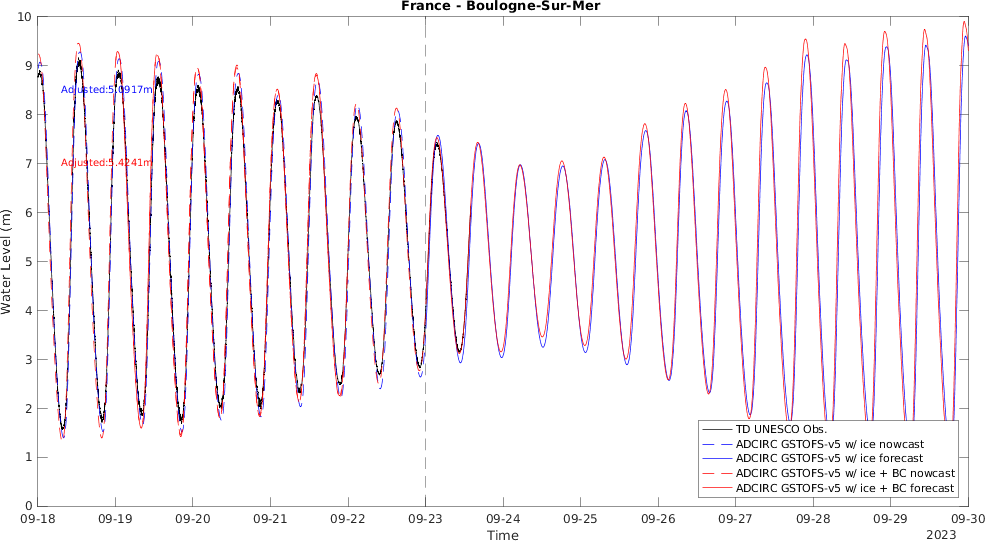 France - Boulogne-Sur-Mer
10
9
8
7
6
5
4
3
2
1
0
Water Level (m)
Adjusted:5.0917m
Adjusted:5.4241m
TD UNESCO Obs.
ADCIRC GSTOFS-v5 w/ ice nowcast
ADCIRC GSTOFS-v5 w/ ice forecast
ADCIRC GSTOFS-v5 w/ ice + BC nowcast
ADCIRC GSTOFS-v5 w/ ice + BC forecast
09-18 09-19 09-20 09-21 09-22 09-23 09-24 09-25 09-26 09-27 09-28 09-29 09-30
Time
2023